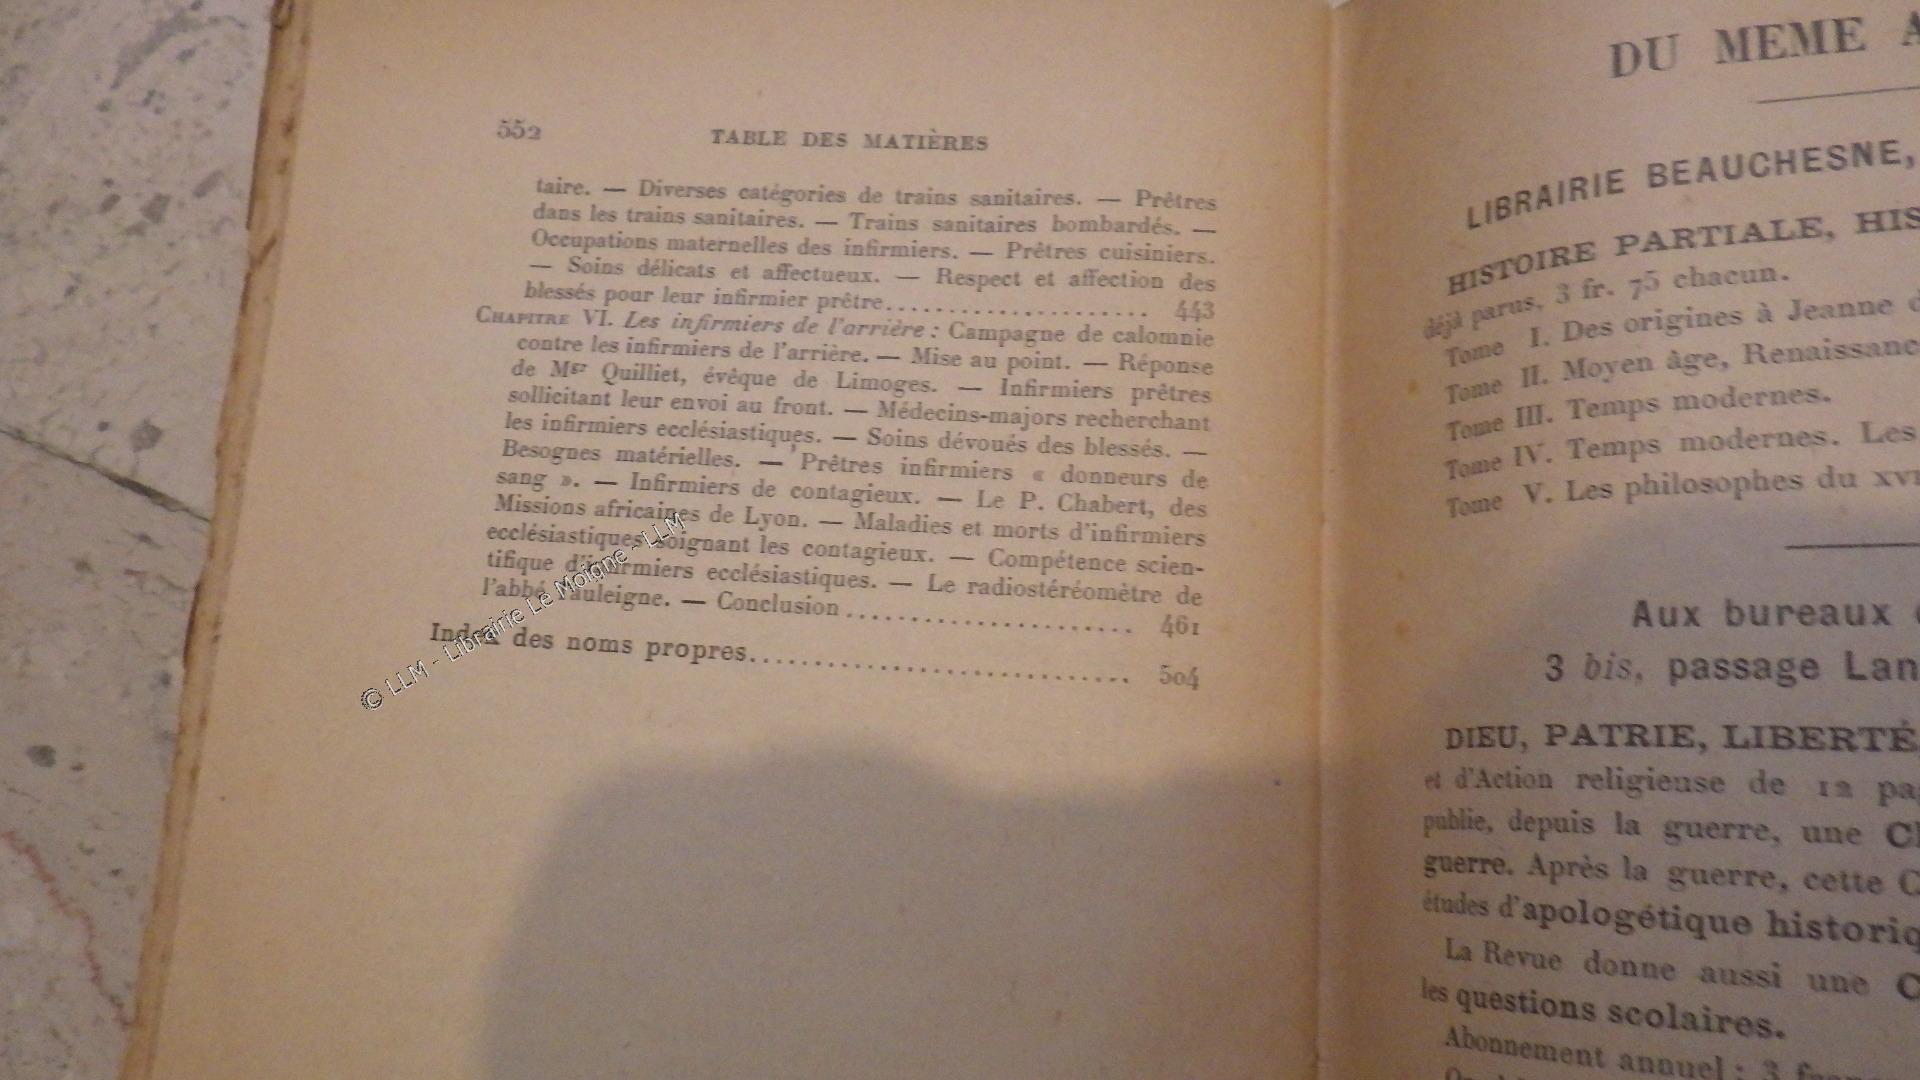 552
TABLE DES MATIÈRES
taire. — Diverses catégories de trains sanitaires. — Prêtres
dans les trains sanitaires. — Trains sanitaires bombardés. —
Occupations maternelles des infirmiers. — Prêtres cuisiniers.
— Soins délicats et affectueux. — Respect et affection des
blessés pour leur infirmier prêtre..................... 443
CHAPITRE VI. Les infirmiers de l'arrière : Campagne de calomnie
contre les infirmiers de l'arrière. — Mise au point. — Réponse
de Mgr Quilliet, évêque de Limoges. — Infirmiers prêtres
sollicitant leur envoi au front. — Médecins-majors recherchant
les infirmiers ecclésiastiques. — Soins dévoués des blessés. —
Besognes matérielles. — Prêtres infirmiers « donneurs de
sang ». — Infirmiers de contagieux. — Le P. Chabert, des
Missions africaines de Lyon. — Maladies et morts d'infirmiers
ecclésiastiques soignant les contagieux. — Compétence scien-
tifique d'infirmiers ecclésiastiques. — Le radiostéréomètre de
l'abbé Tauleigne. — Conclusion ...................... 461
Index des noms propres.............................. 504
© LLM - Librairie Le Moigne - LLM
DU MEME A
LIBRAIRIE BEAUCHESNE,
HISTOIRE PARTIALE, HIS
déjà parus, 3 fr. 75 chacun.
Tome I. Des origines à Jeanne d
Tome II. Moyen âge, Renaissance
Tome III. Temps modernes.
Tome IV. Temps modernes. Les
Tome V. Les philosophes du XVI
Aux bureaux
3 bis, passage Lan
DIEU, PATRIE, LIBERTÉ
et d'Action religieuse de 12 pag
publie, depuis la guerre, une Ch
guerre. Après la guerre, cette C
études d'apologétique historiq
La Revue donne aussi une C
les questions scolaires.
Abonnement annuel : 3 franc